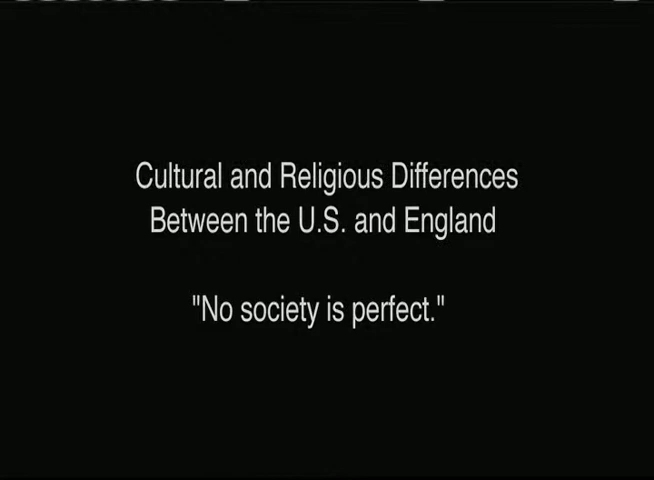 Cultural and Religious Differences
Between the U.S. and England
"No society is perfect."